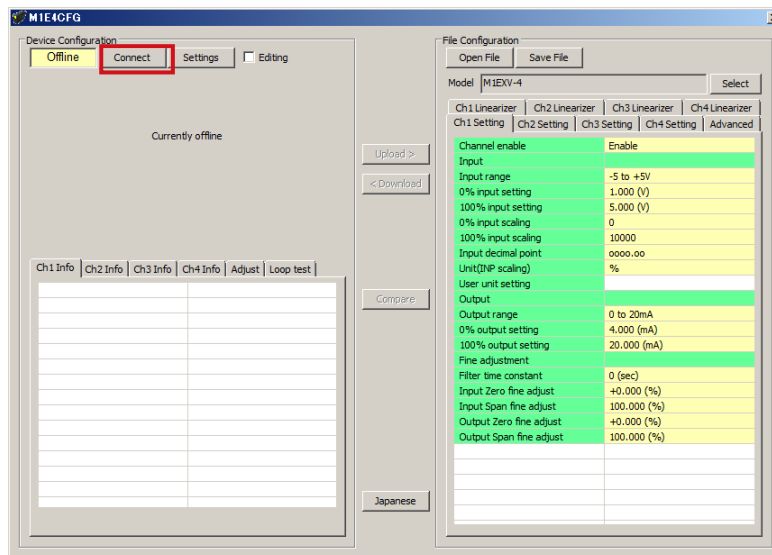 M1E4CFG
Device Configuration
Offline Connect Settings Editing
Currently offline
Ch1 Info Ch2 Info Ch3 Info Ch4 Info Adjust Loop test
Upload >
< Download
Compare
Japanese
File Configuration
Open File Save File
Model M1EXV-4 Select
Ch1 Linearizer Ch2 Linearizer Ch3 Linearizer Ch4 Linearizer
Ch1 Setting Ch2 Setting Ch3 Setting Ch4 Setting Advanced
Channel enable Enable
Input
Input range -5 to +5V
0% input setting 1.000 (V)
100% input setting 5.000 (V)
0% input scaling 0
100% input scaling 10000
Input decimal point oooo.oo
Unit(INP scaling) %
User unit setting
Output
Output range 0 to 20mA
0% output setting 4.000 (mA)
100% output setting 20.000 (mA)
Fine adjustment
Filter time constant 0 (sec)
Input Zero fine adjust +0.000 (%)
Input Span fine adjust 100.000 (%)
Output Zero fine adjust +0.000 (%)
Output Span fine adjust 100.000 (%)